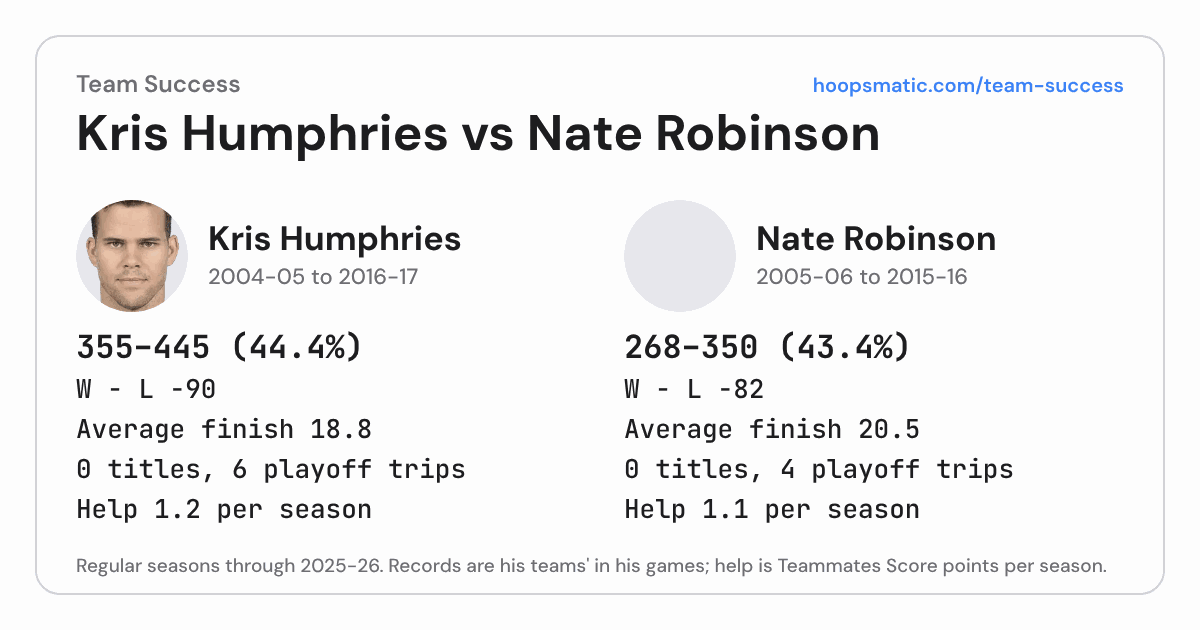 Team Success
hoopsmatic.com/team-success
Kris Humphries vs Nate Robinson
Kris Humphries
2004-05 to 2016-17
355-445 (44.4%)
W - L -90
Average finish 18.8
0 titles, 6 playoff trips
Help 1.2 per season
Nate Robinson
2005-06 to 2015-16
268-350 (43.4%)
W - L -82
Average finish 20.5
0 titles, 4 playoff trips
Help 1.1 per season
Regular seasons through 2025-26. Records are his teams' in his games; help is Teammates Score points per season.